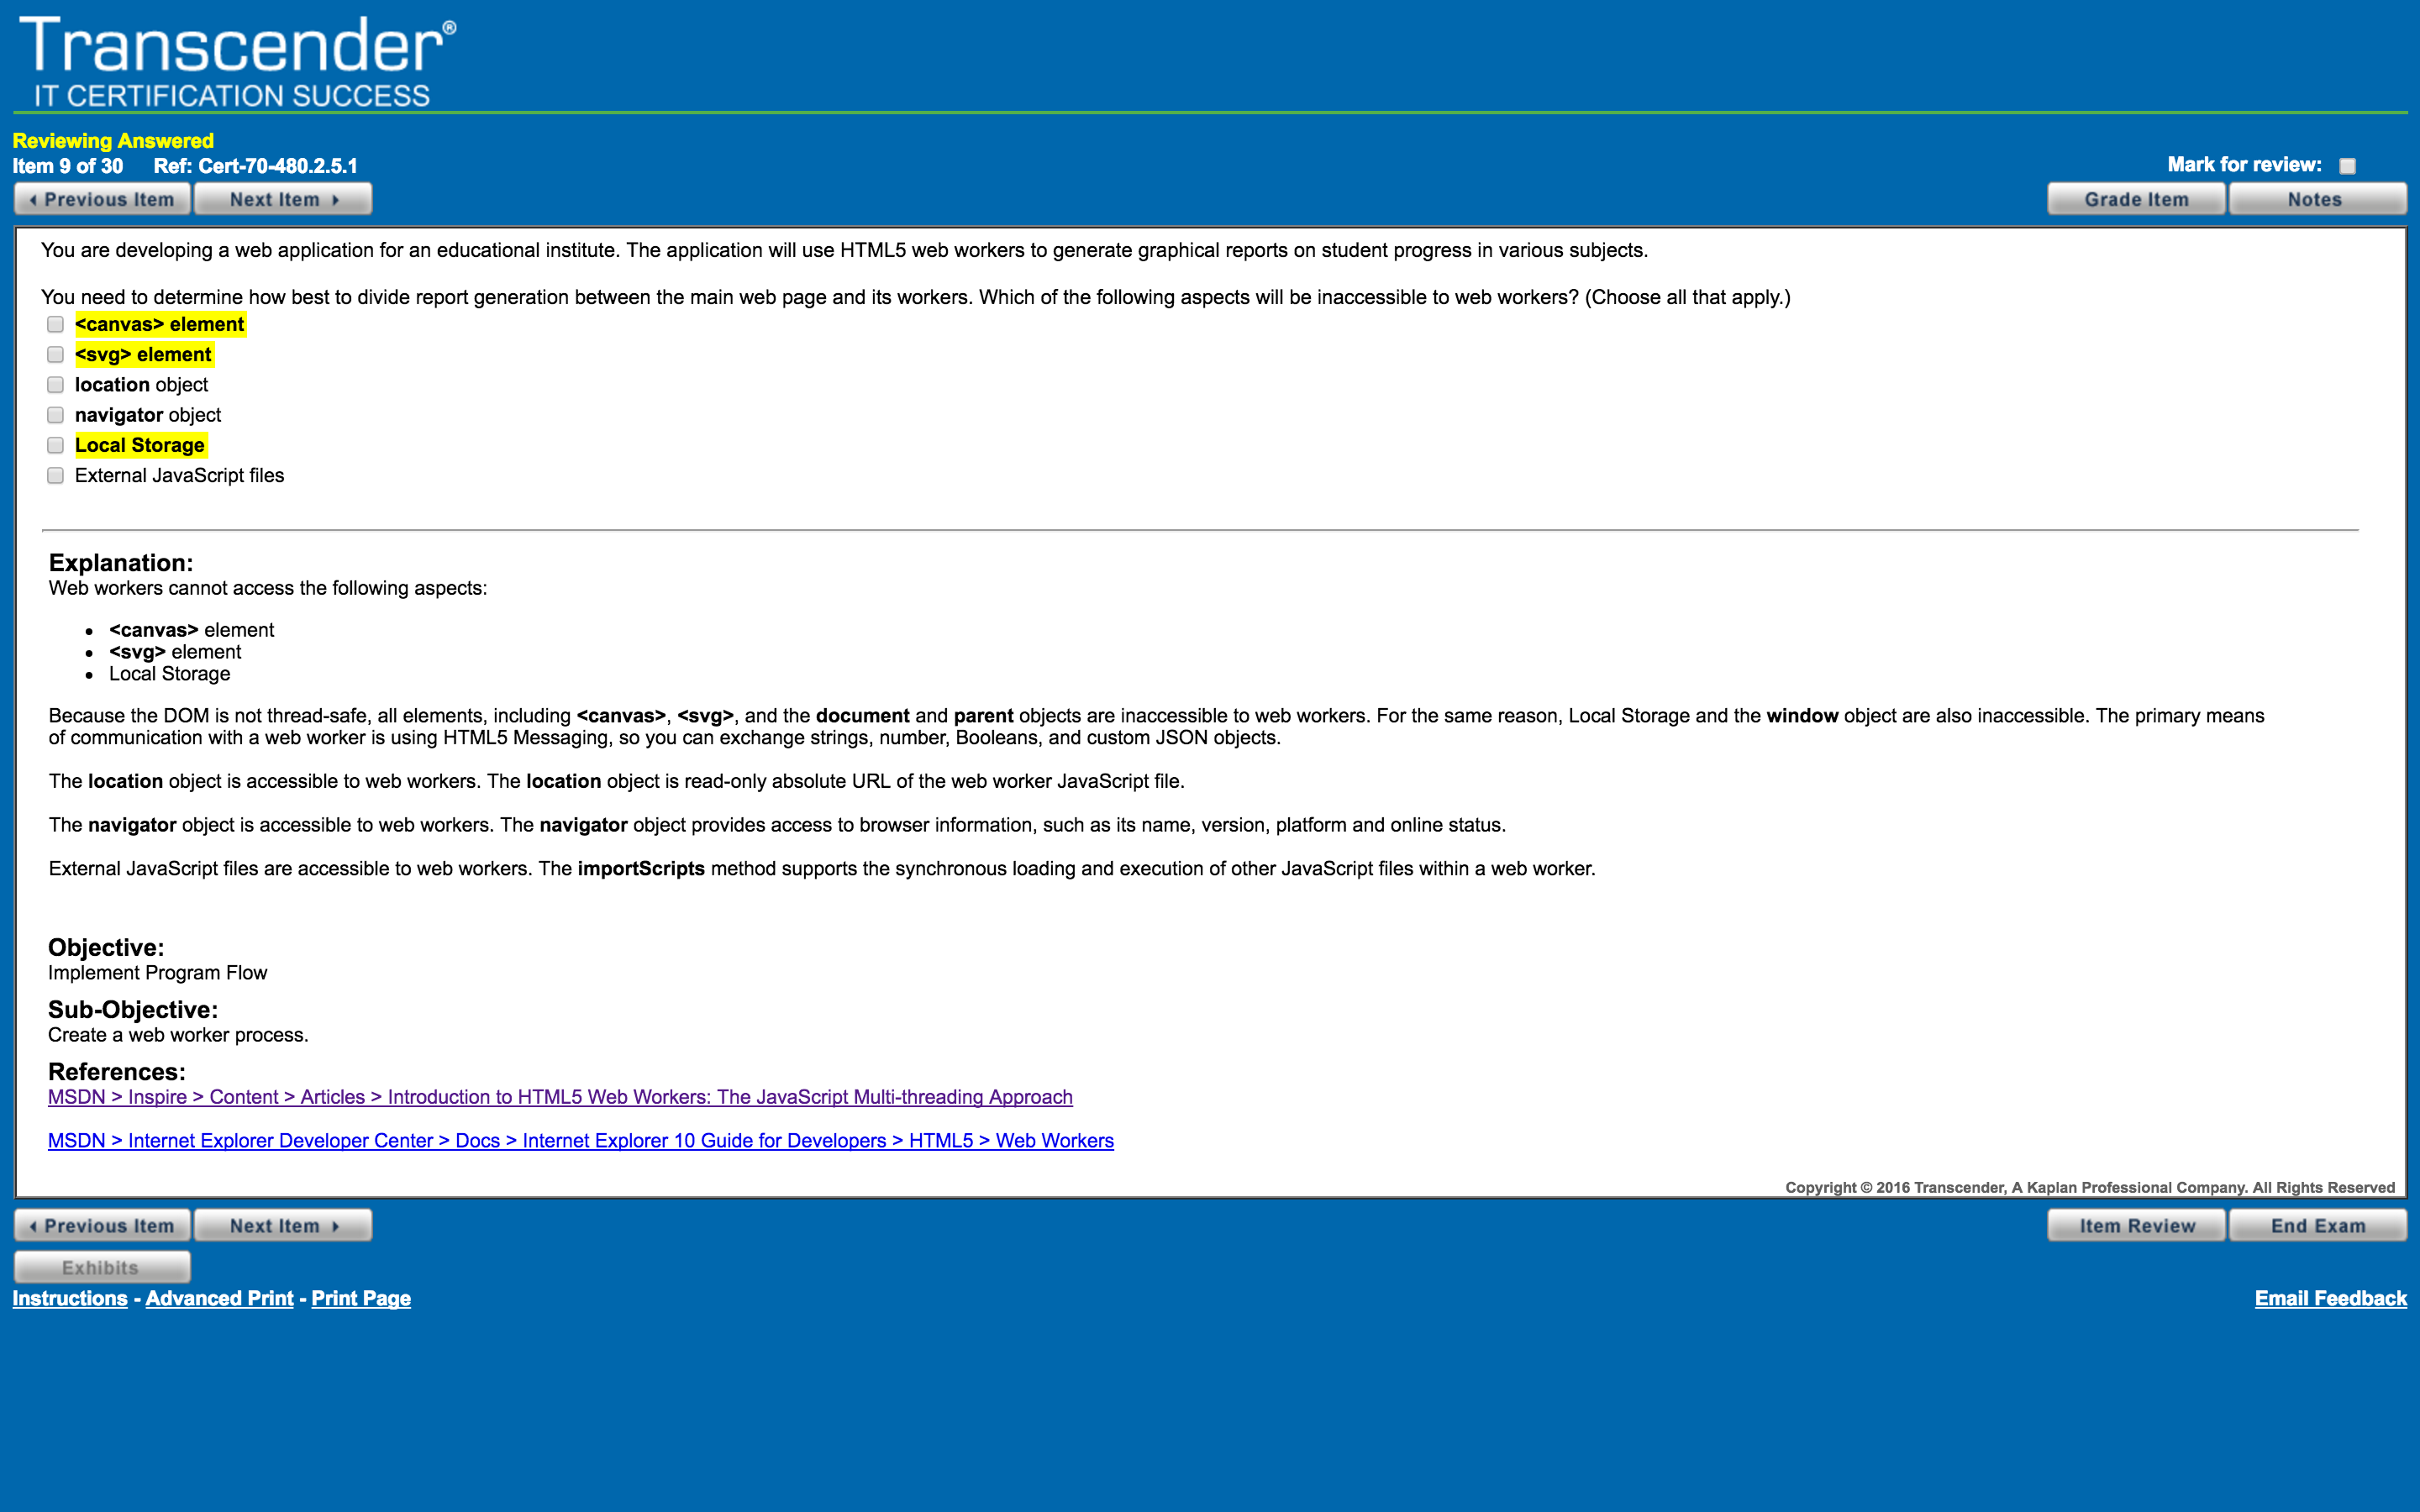 Transcender®
IT CERTIFICATION SUCCESS
Reviewing Answered
Item 9 of 30 Ref: Cert-70-480.2.5.1
Mark for review:
Previous Item Next Item Grade Item Notes
You are developing a web application for an educational institute. The application will use HTML5 web workers to generate graphical reports on student progress in various subjects.
You need to determine how best to divide report generation between the main web page and its workers. Which of the following aspects will be inaccessible to web workers? (Choose all that apply.)
<canvas> element
<svg> element
location object
navigator object
Local Storage
External JavaScript files
Explanation:
Web workers cannot access the following aspects:
• <canvas> element
• <svg> element
• Local Storage
Because the DOM is not thread-safe, all elements, including <canvas>, <svg>, and the document and parent objects are inaccessible to web workers. For the same reason, Local Storage and the window object are also inaccessible. The primary means
of communication with a web worker is using HTML5 Messaging, so you can exchange strings, number, Booleans, and custom JSON objects.
The location object is accessible to web workers. The location object is read-only absolute URL of the web worker JavaScript file.
The navigator object is accessible to web workers. The navigator object provides access to browser information, such as its name, version, platform and online status.
External JavaScript files are accessible to web workers. The importScripts method supports the synchronous loading and execution of other JavaScript files within a web worker.
Objective:
Implement Program Flow
Sub-Objective:
Create a web worker process.
References:
MSDN > Inspire > Content > Articles > Introduction to HTML5 Web Workers: The JavaScript Multi-threading Approach
MSDN > Internet Explorer Developer Center > Docs > Internet Explorer 10 Guide for Developers > HTML5 > Web Workers
Copyright © 2016 Transcender, A Kaplan Professional Company. All Rights Reserved
Previous Item Next Item Item Review End Exam
Exhibits
Instructions - Advanced Print - Print Page Email Feedback